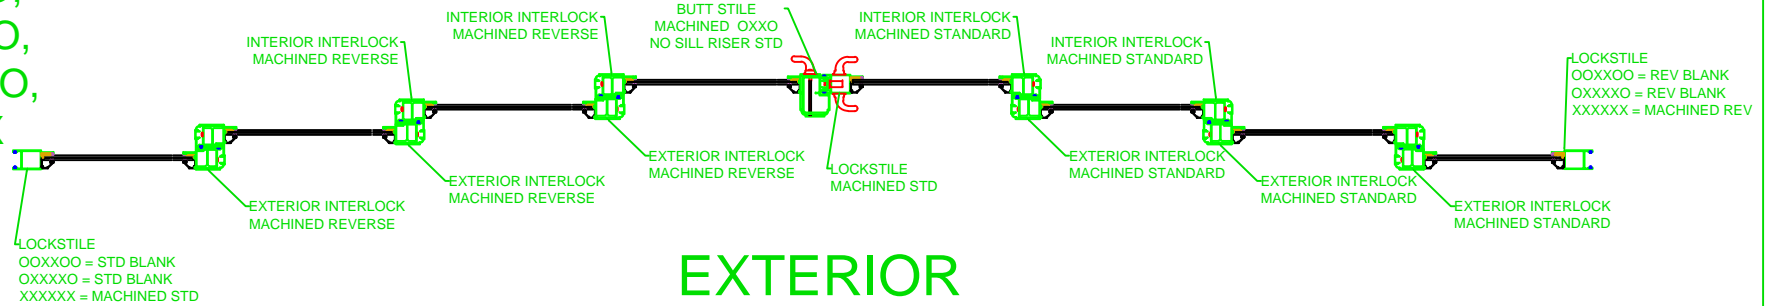 O,
O,
X
INTERIOR INTERLOCK
MACHINED REVERSE
INTERIOR INTERLOCK
MACHINED REVERSE
BUTT STILE
MACHINED  OXXO
NO SILL RISER STD
INTERIOR INTERLOCK
MACHINED STANDARD
INTERIOR INTERLOCK
MACHINED STANDARD
LOCKSTILE
OOXXOO = REV BLANK
OXXXXO = REV BLANK
XXXXXX = MACHINED REV
LOCKSTILE
OOXXOO = STD BLANK
OXXXXO = STD BLANK
XXXXXX = MACHINED STD
EXTERIOR INTERLOCK
MACHINED REVERSE
EXTERIOR INTERLOCK
MACHINED REVERSE
EXTERIOR INTERLOCK
MACHINED REVERSE
LOCKSTILE
MACHINED STD
EXTERIOR INTERLOCK
MACHINED STANDARD
EXTERIOR INTERLOCK
MACHINED STANDARD
EXTERIOR INTERLOCK
MACHINED STANDARD
EXTERIOR